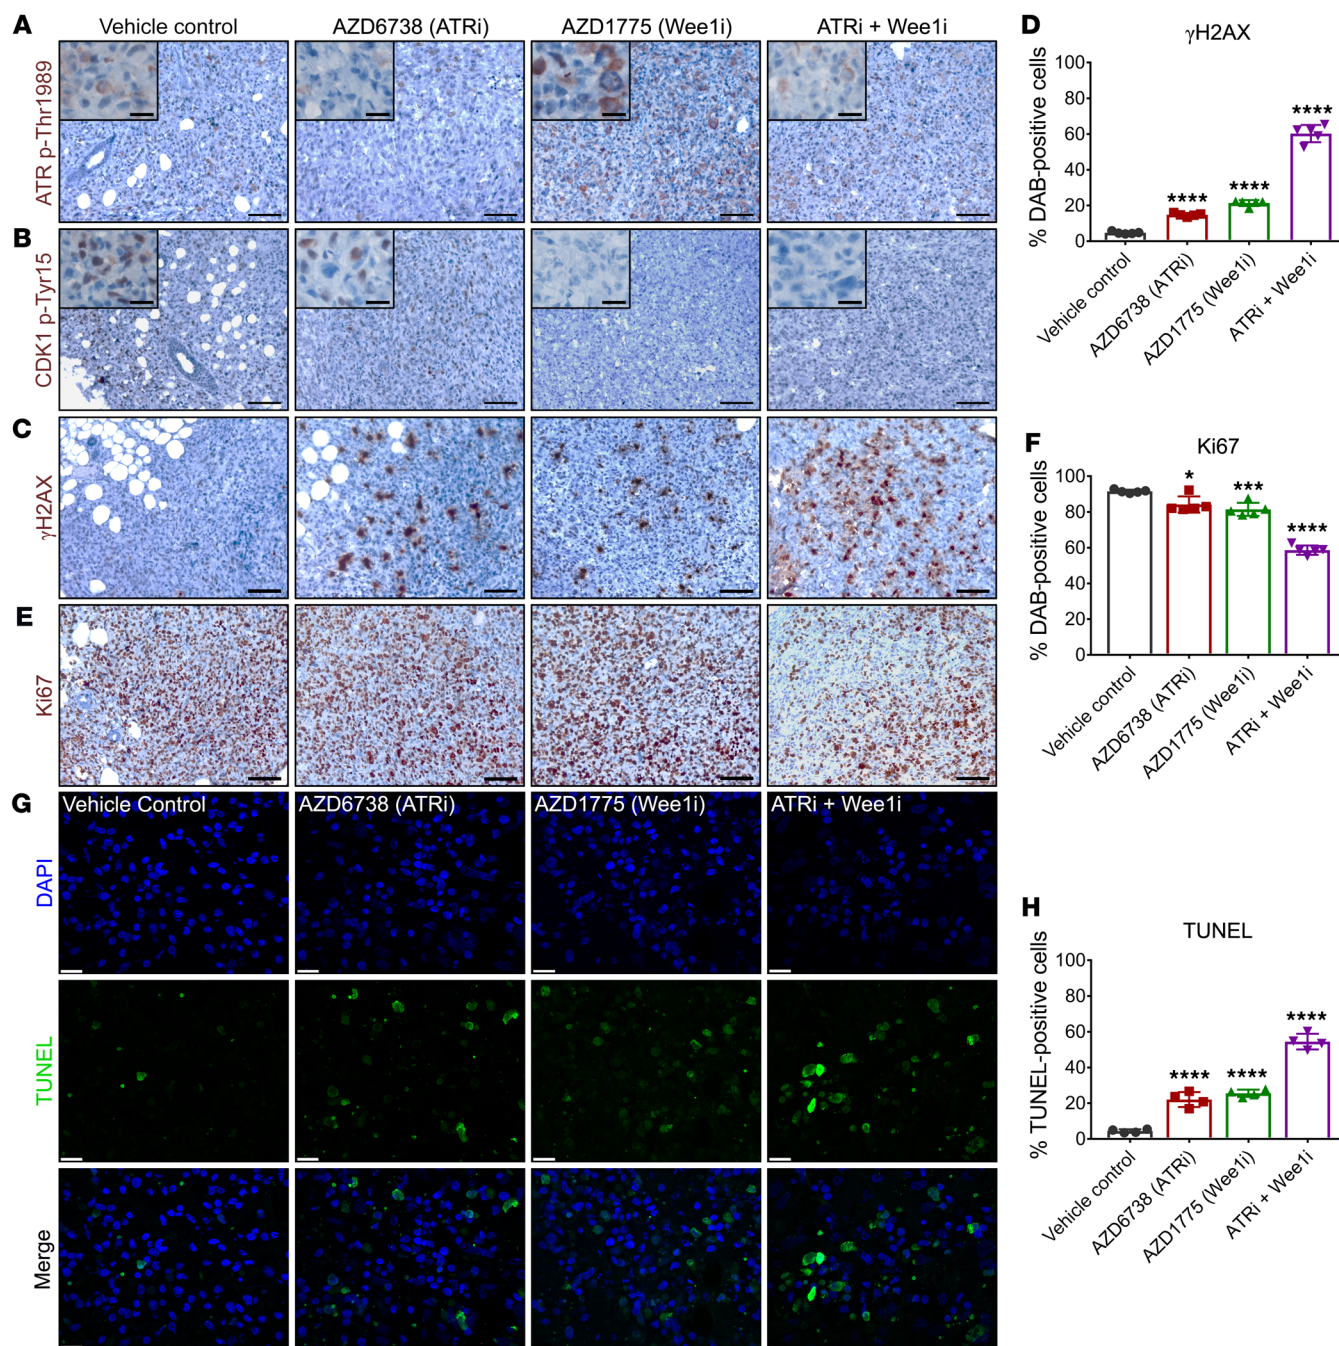 A
Vehicle control
AZD6738 (ATRi)
AZD1775 (Wee1i)
ATRi + Wee1i
ATR p-Thr1989
B
CDK1 p-Tyr15
C
γH2AX
E
Ki67
G
Vehicle Control
AZD6738 (ATRi)
AZD1775 (Wee1i)
ATRi + Wee1i
DAPI
TUNEL
Merge
D
γH2AX
% DAB-positive cells
100
80
60
40
20
0
****
****
****
Vehicle control
AZD6738 (ATRi)
AZD1775 (Wee1i)
ATRi + Wee1i
F
Ki67
% DAB-positive cells
100
80
60
40
20
0
*
***
****
Vehicle control
AZD6738 (ATRi)
AZD1775 (Wee1i)
ATRi + Wee1i
H
TUNEL
% TUNEL-positive cells
100
80
60
40
20
0
****
****
****
Vehicle control
AZD6738 (ATRi)
AZD1775 (Wee1i)
ATRi + Wee1i